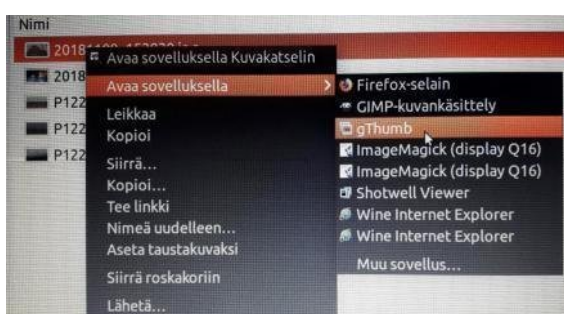 Nimi
2018
2018
P122
P122
P122
Avaa sovelluksella Kuvakatselin
Avaa sovelluksella
Leikkaa
Kopioi
Siirrä...
Kopioi...
Tee linkki
Nimeä uudelleen...
Aseta taustakuvaksi
Siirrä roskakoriin
Lähetä...
Firefox-selain
GIMP-kuvankäsittely
gThumb
ImageMagick (display Q16)
ImageMagick (display Q16)
Shotwell Viewer
Wine Internet Explorer
Wine Internet Explorer
Muu sovellus...